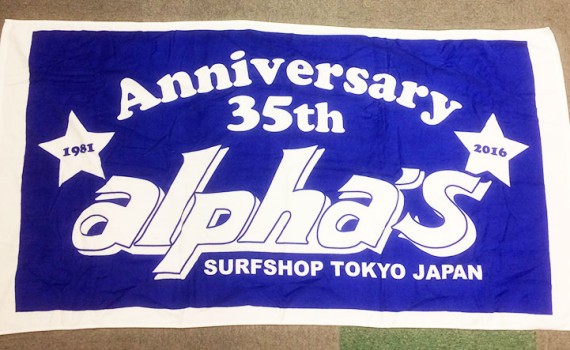 Anniversary
35th
1981
2016
alpha's
SURFSHOP TOKYO JAPAN